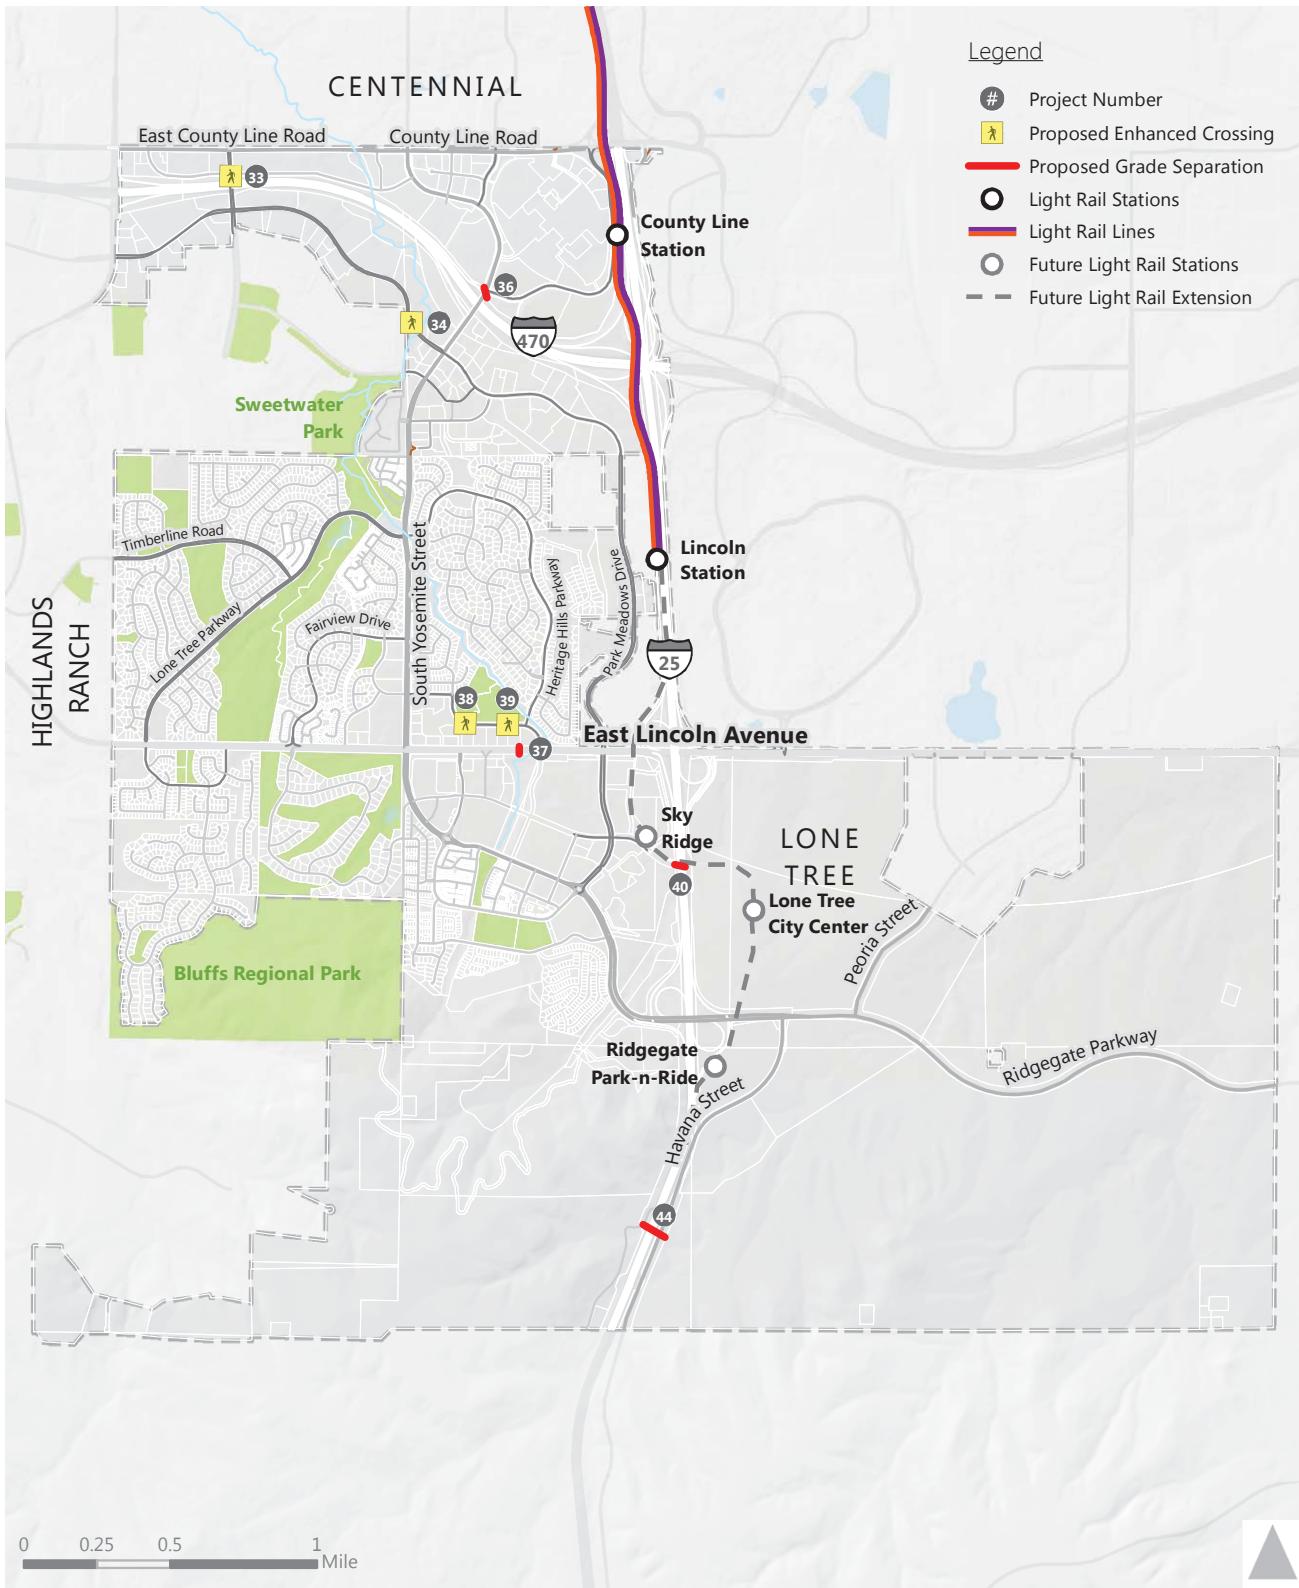 Legend
# Project Number
Proposed Enhanced Crossing
Proposed Grade Separation
Light Rail Stations
Light Rail Lines
Future Light Rail Stations
Future Light Rail Extension
CENTENNIAL
East County Line Road
County Line Road
33
County Line
Station
36
34
470
Sweetwater
Park
Timberline Road
Lincoln
Station
South Yosemite Street
Heritage Hills Parkway
Park Meadows Drive
HIGHLANDS
RANCH
Lone Tree Parkway
Fairview Drive
25
38
39
East Lincoln Avenue
37
Sky
Ridge
LONE
TREE
40
Lone Tree
City Center
Peoria Street
Bluffs Regional Park
Ridgegate
Park-n-Ride
Ridgegate Parkway
Havana Street
44
0 0.25 0.5 1
Mile